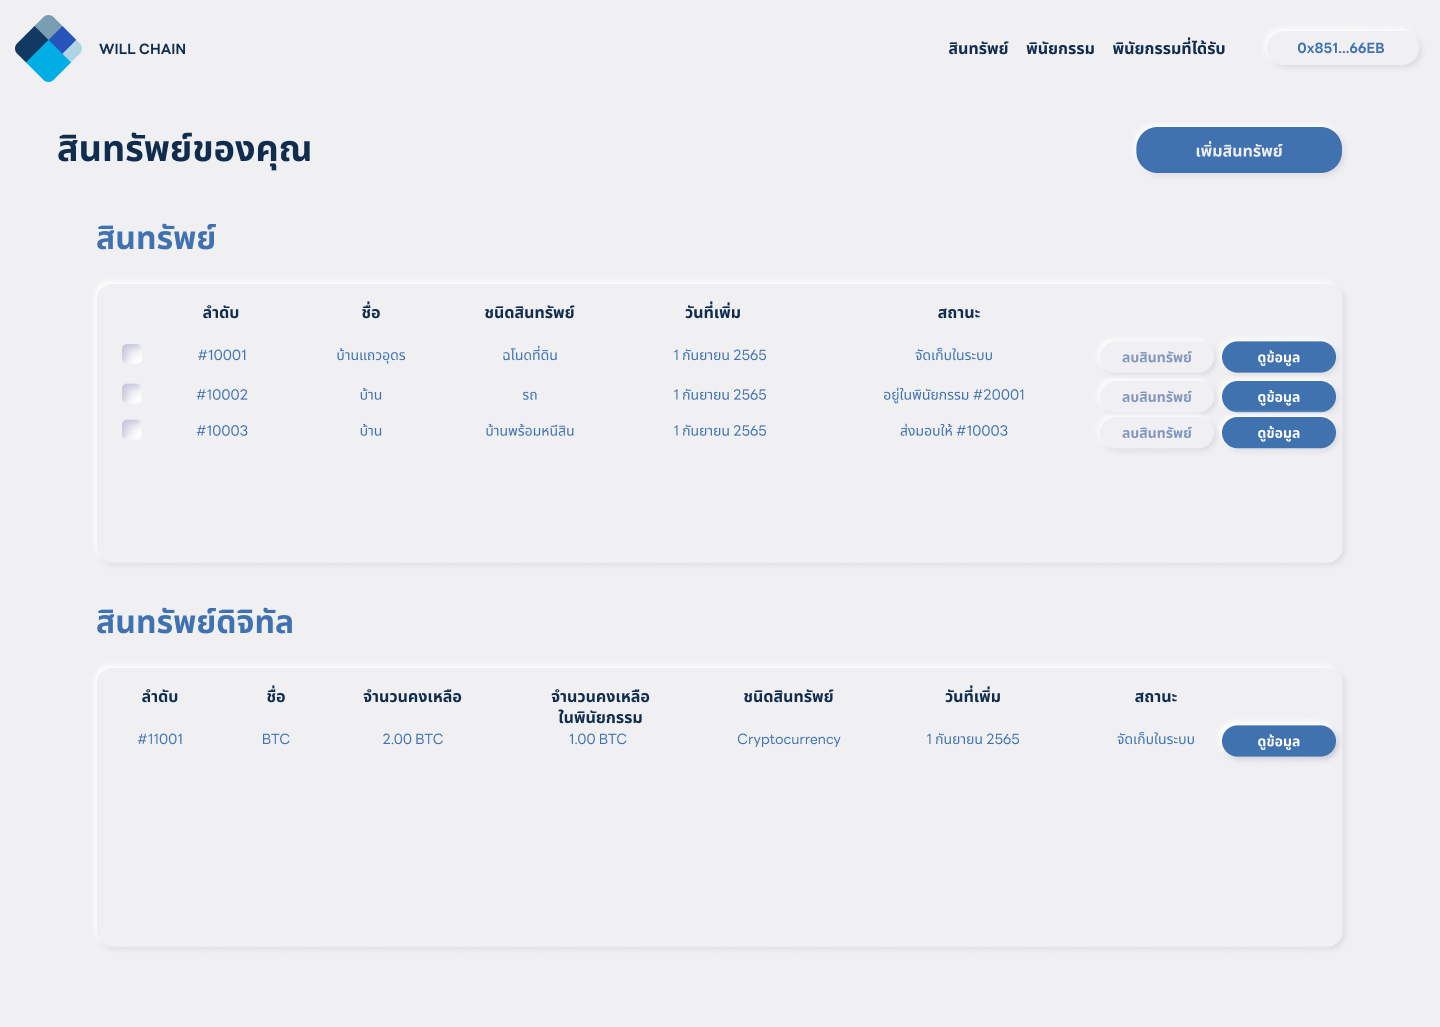 WILL CHAIN
สินทรัพย์ พินัยกรรม พินัยกรรมที่ได้รับ 0x851...66EB
สินทรัพย์ของคุณ
เพิ่มสินทรัพย์
สินทรัพย์
ลำดับ ชื่อ ชนิดสินทรัพย์ วันที่เพิ่ม สถานะ
#10001 บ้านแถวอุดร ฉโนดที่ดิน 1 กันยายน 2565 จัดเก็บในระบบ ลบสินทรัพย์ ดูข้อมูล
#10002 บ้าน รถ 1 กันยายน 2565 อยู่ในพินัยกรรม #20001 ลบสินทรัพย์ ดูข้อมูล
#10003 บ้าน บ้านพร้อมหนีสิน 1 กันยายน 2565 ส่งมอบให้ #10003 ลบสินทรัพย์ ดูข้อมูล
สินทรัพย์ดิจิทัล
ลำดับ ชื่อ จำนวนคงเหลือ จำนวนคงเหลือ ชนิดสินทรัพย์ วันที่เพิ่ม สถานะ
ในพินัยกรรม
#11001 BTC 2.00 BTC 1.00 BTC Cryptocurrency 1 กันยายน 2565 จัดเก็บในระบบ ดูข้อมูล